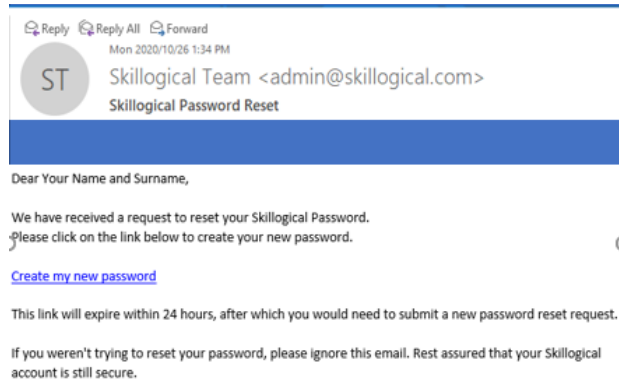 Reply Reply All Forward
Mon 2020/10/26 1:34 PM
ST
Skillogical Team <admin@skillogical.com>
Skillogical Password Reset
Dear Your Name and Surname,
We have received a request to reset your Skillogical Password.
Please click on the link below to create your new password.
Create my new password
This link will expire within 24 hours, after which you would need to submit a new password reset request.
If you weren't trying to reset your password, please ignore this email. Rest assured that your Skillogical
account is still secure.